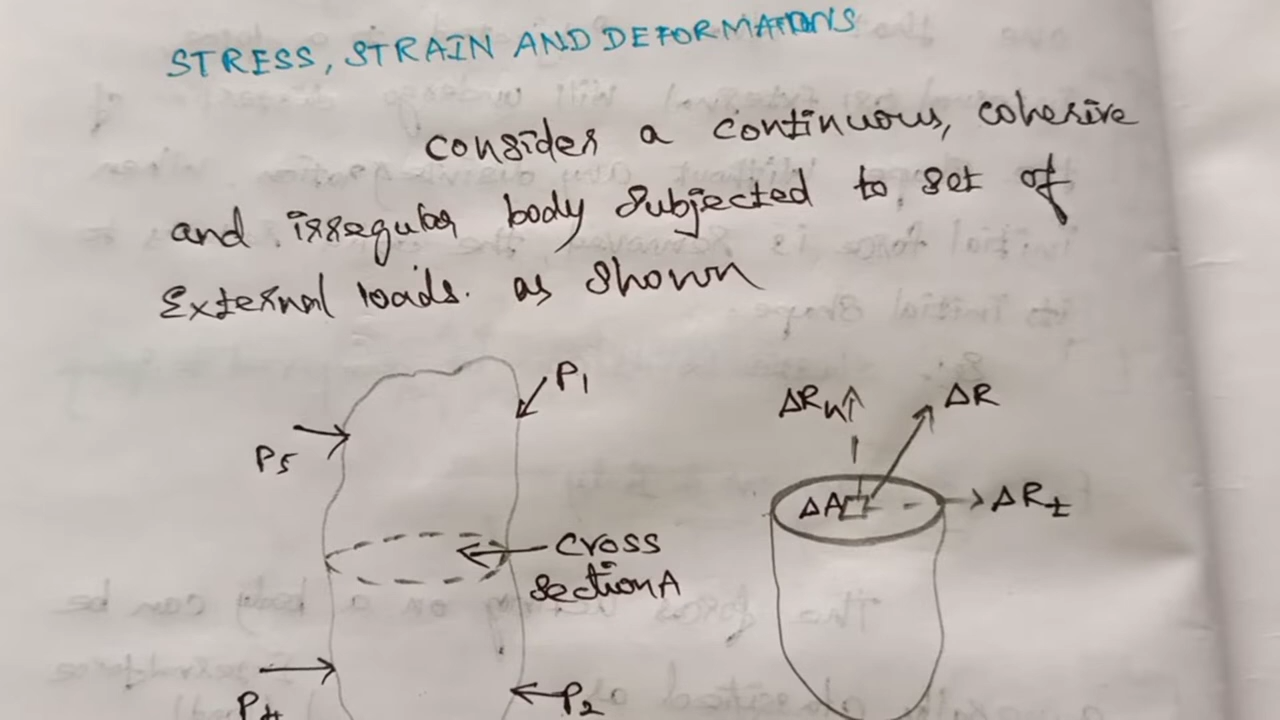 STRESS, STRAIN AND DEFORMATIONS
consider a continuous, cohesive
and irregular body subjected to set of
External loads. as shown
P1
P5
ΔRn
ΔR
ΔA
ΔRt
cross
section A
P4
P2